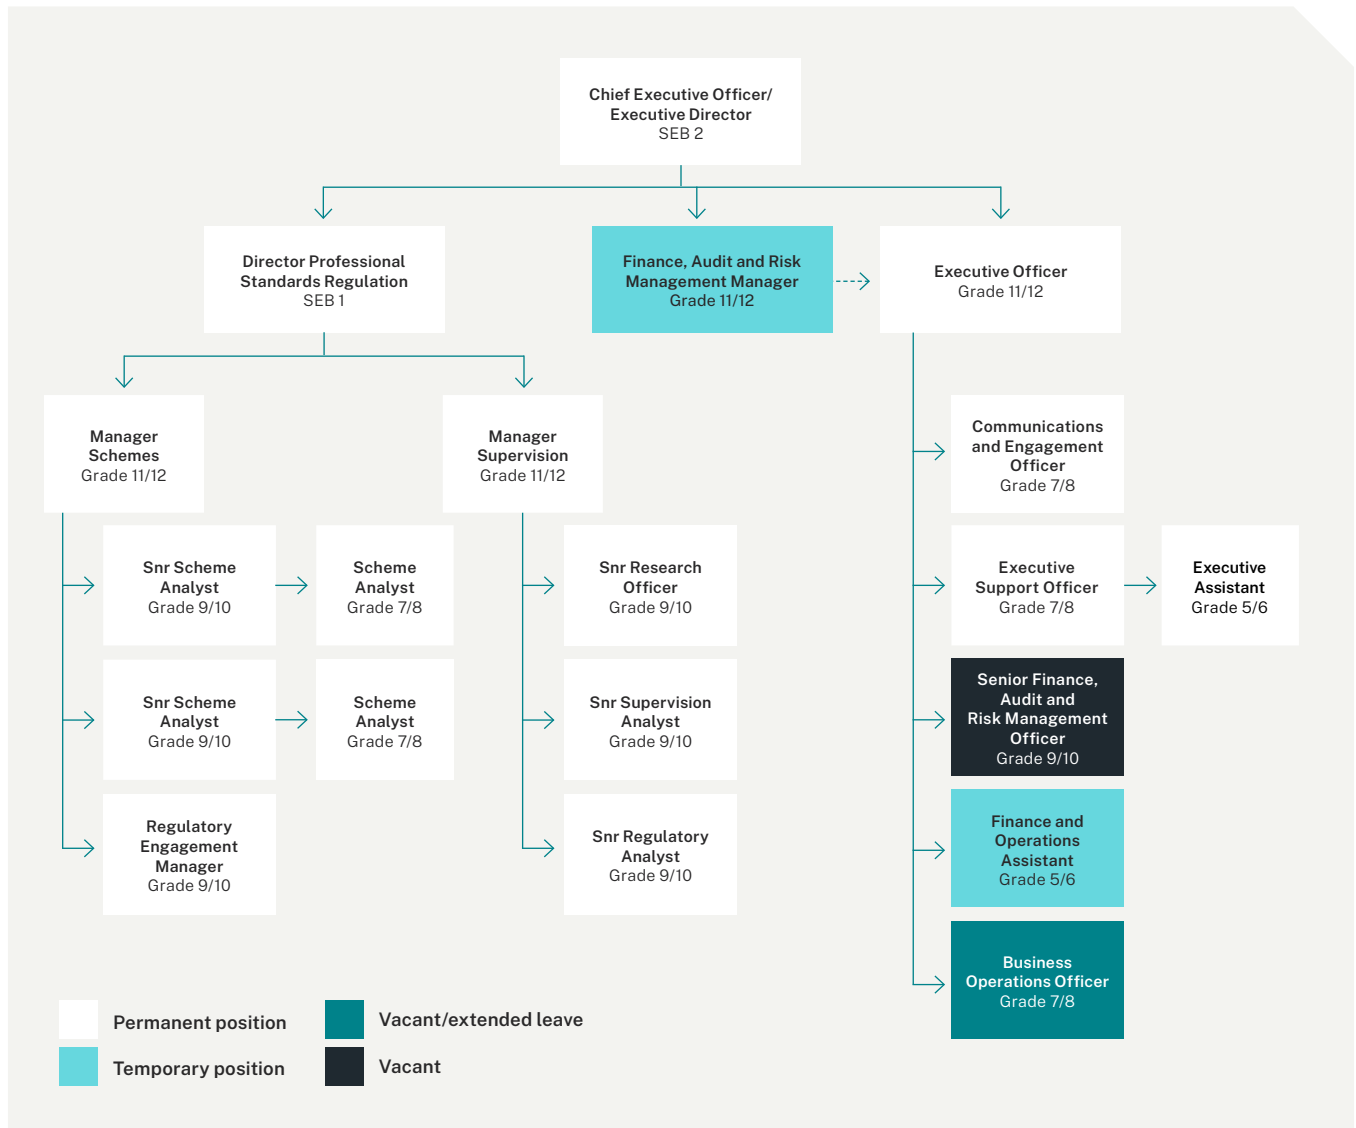 Chief Executive Officer/
Executive Director
SEB 2
Director Professional
Standards Regulation
SEB 1
Finance, Audit and Risk
Management Manager
Grade 11/12
Executive Officer
Grade 11/12
Manager
Schemes
Grade 11/12
Manager
Supervision
Grade 11/12
Communications
and Engagement
Officer
Grade 7/8
Snr Scheme
Analyst
Grade 9/10
Scheme
Analyst
Grade 7/8
Snr Research
Officer
Grade 9/10
Executive
Support Officer
Grade 7/8
Executive
Assistant
Grade 5/6
Snr Scheme
Analyst
Grade 9/10
Scheme
Analyst
Grade 7/8
Snr Supervision
Analyst
Grade 9/10
Senior Finance,
Audit and
Risk Management
Officer
Grade 9/10
Regulatory
Engagement
Manager
Grade 9/10
Snr Regulatory
Analyst
Grade 9/10
Finance and
Operations
Assistant
Grade 5/6
Business
Operations Officer
Grade 7/8
Permanent position
Vacant/extended leave
Temporary position
Vacant